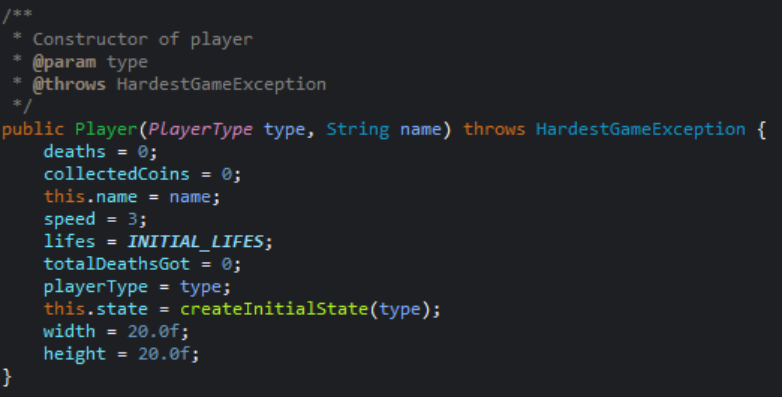 /**
 * Constructor of player
 * @param type
 * @throws HardestGameException
 */
public Player(PlayerType type, String name) throws HardestGameException {
    deaths = 0;
    collectedCoins = 0;
    this.name = name;
    speed = 3;
    lifes = INITIAL_LIFES;
    totalDeathsGot = 0;
    playerType = type;
    this.state = createInitialState(type);
    width = 20.0f;
    height = 20.0f;
}